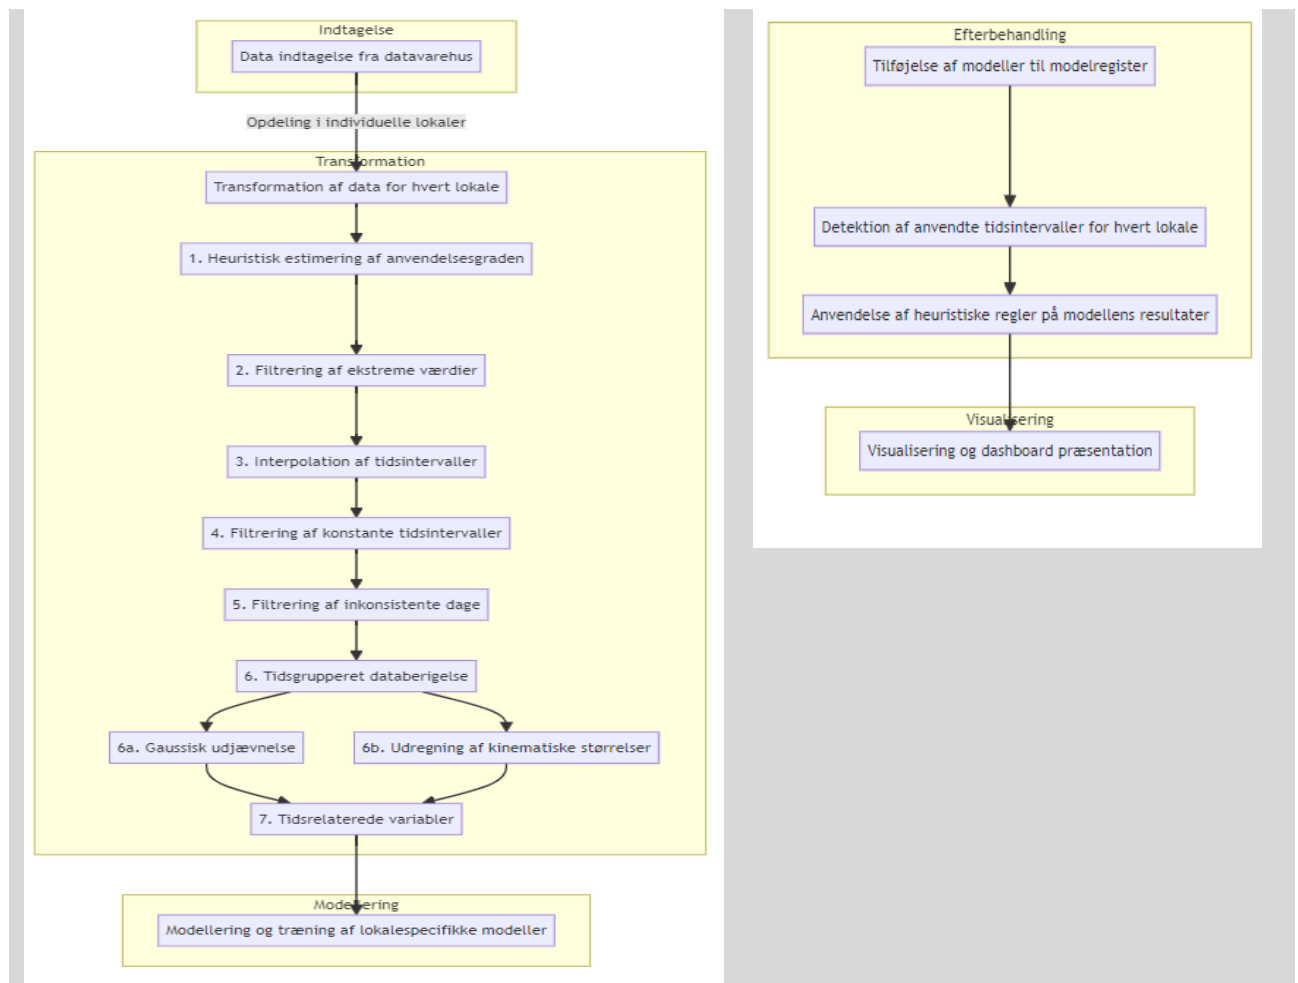 Indtagelse
Data indtagelse fra datavarehus
Opdeling i individuelle lokaler
Transformation
Transformation af data for hvert lokale
1. Heuristisk estimering af anvendelsesgraden
2. Filtrering af ekstreme værdier
3. Interpolation af tidsintervaller
4. Filtrering af konstante tidsintervaller
5. Filtrering af inkonsistente dage
6. Tidsgrupperet databerigelse
6a. Gaussisk udjævnelse
6b. Udregning af kinematiske størrelser
7. Tidsrelaterede variabler
Modellering
Modellering og træning af lokalespecifikke modeller
Efterbehandling
Tilføjelse af modeller til modelregister
Detektion af anvendte tidsintervaller for hvert lokale
Anvendelse af heuristiske regler på modellens resultater
Visualisering
Visualisering og dashboard præsentation